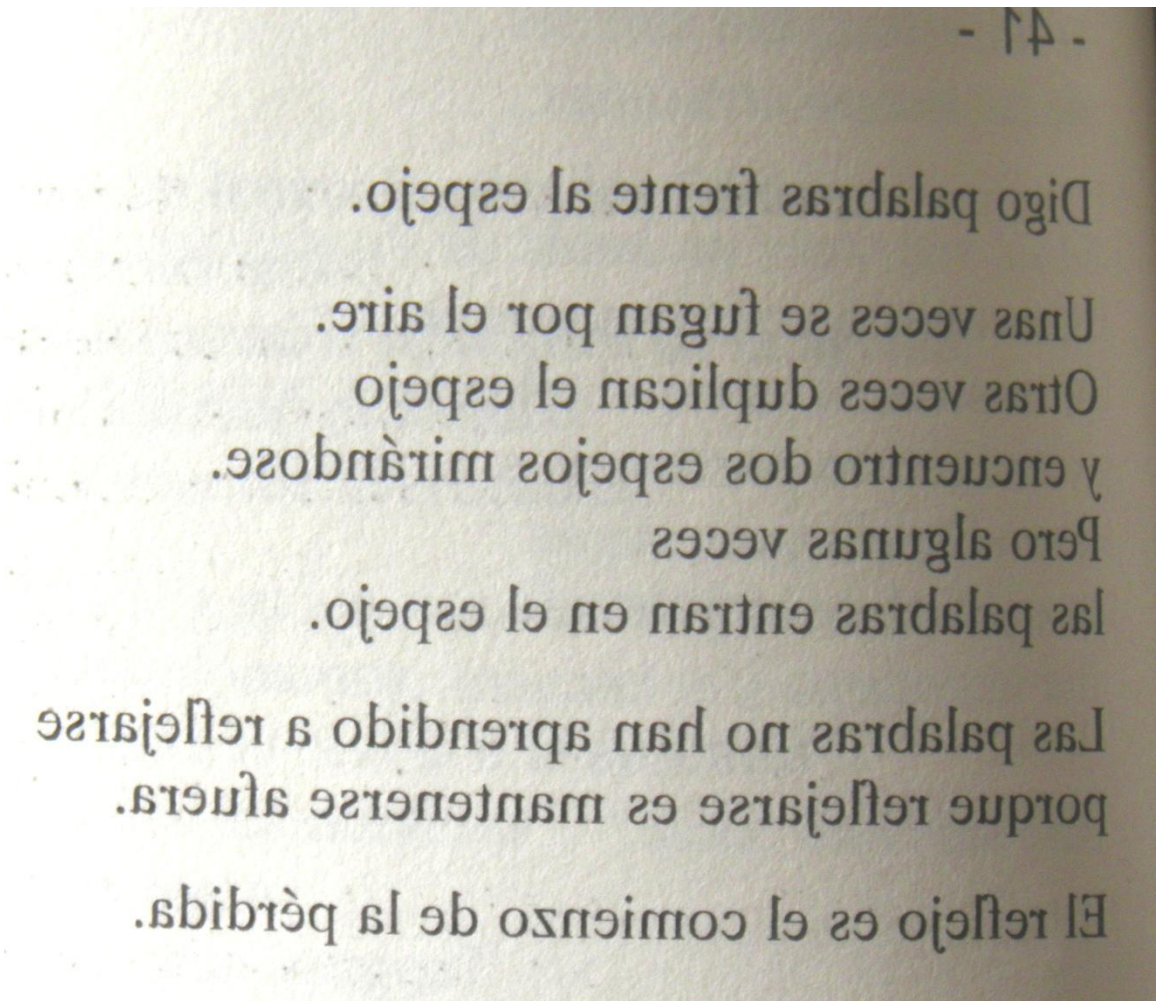 - 41 -
Digo palabras frente al espejo.
Unas veces se fugan por el aire.
Otras veces duplican el espejo
y encuentro dos espejos mirándose.
Pero algunas veces
las palabras entran en el espejo.
Las palabras no han aprendido a reflejarse
porque reflejarse es mantenerse afuera.
El reflejo es el comienzo de la pérdida.